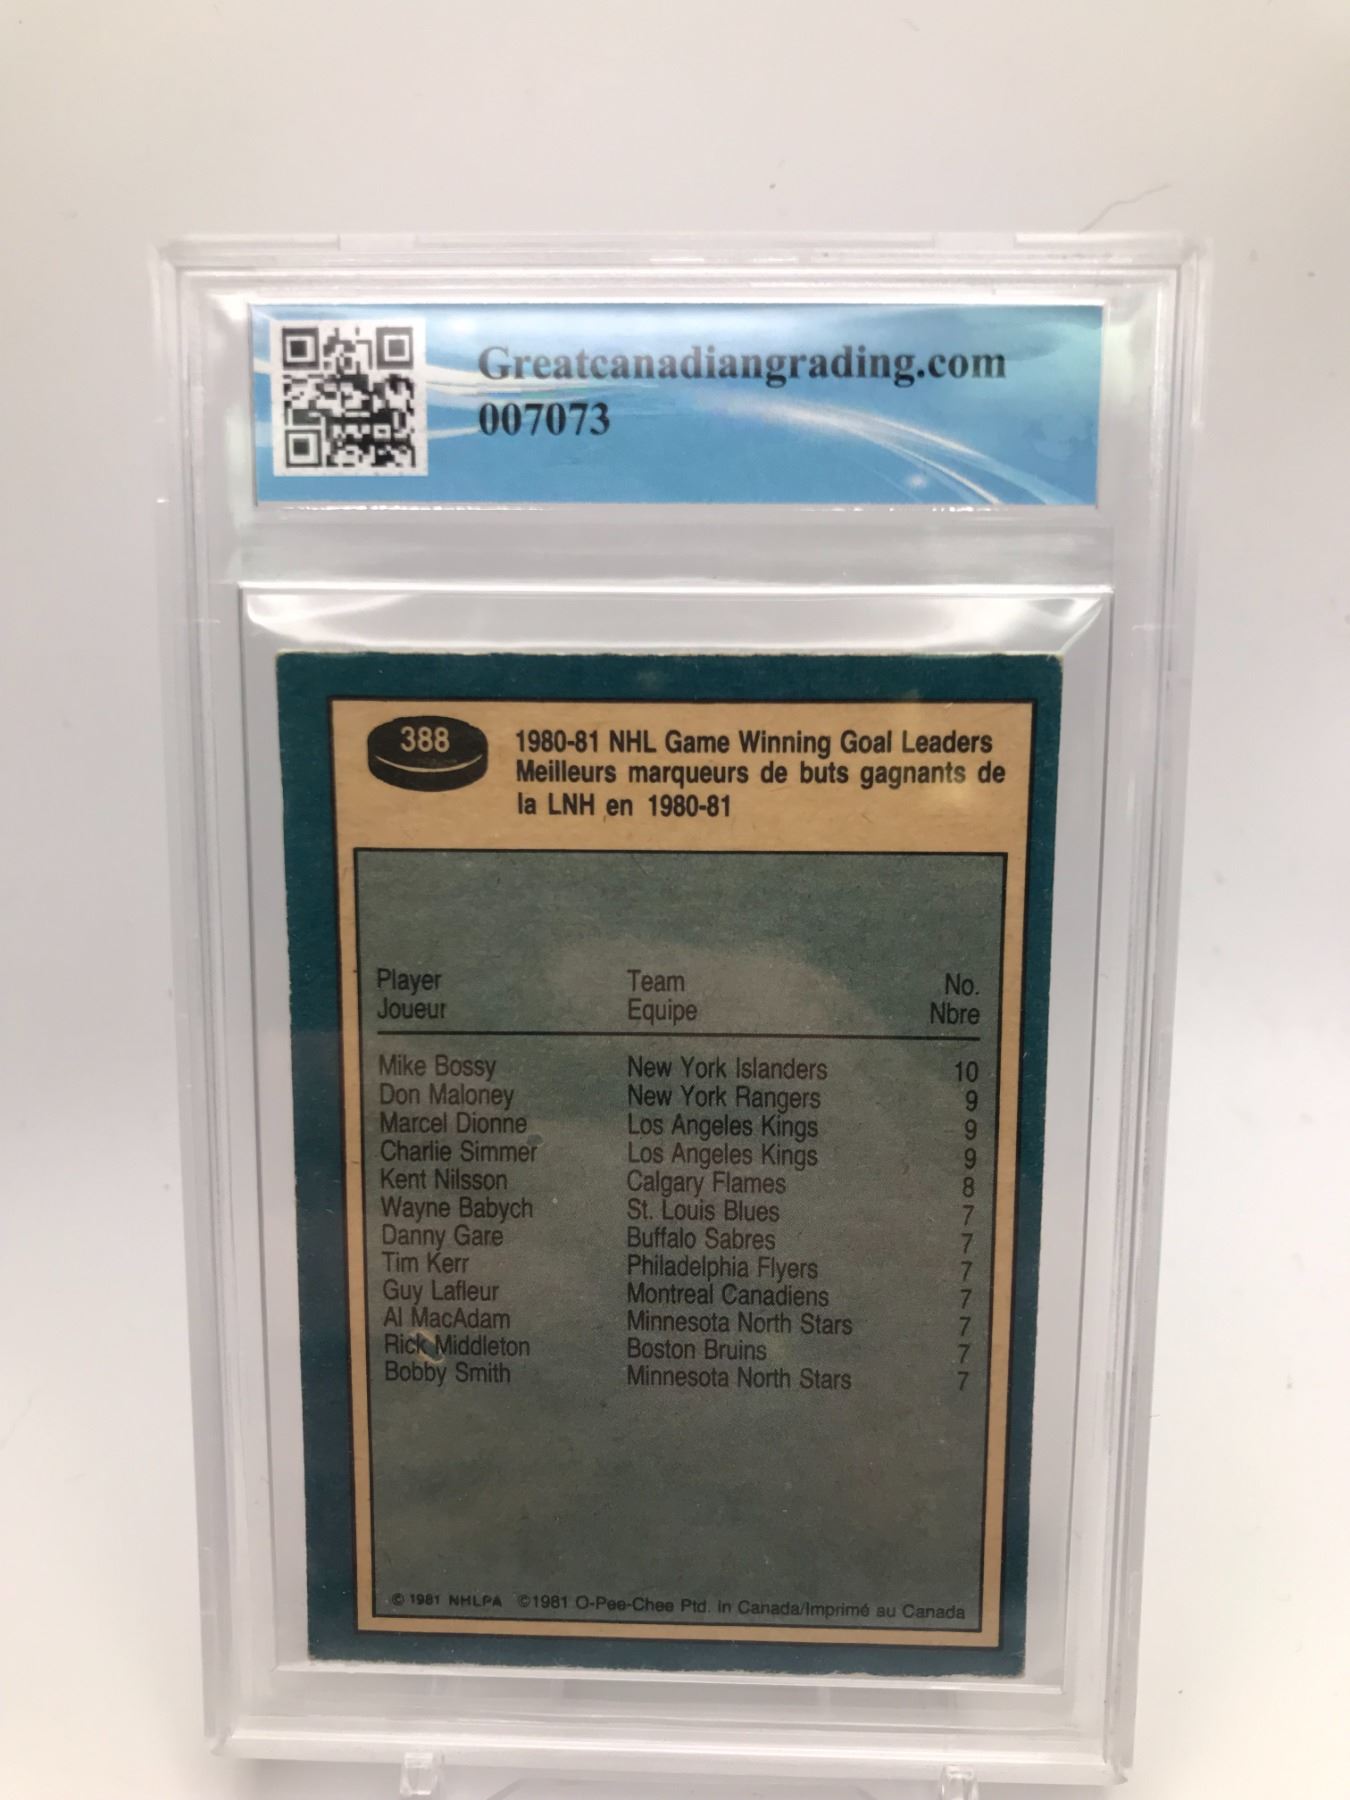 Greatcanadiangrading.com
007073
388
1980-81 NHL Game Winning Goal Leaders
Meilleurs marqueurs de buts gagnants de
la LNH en 1980-81
Player Team No.
Joueur Equipe Nbre
Mike Bossy New York Islanders 10
Don Maloney New York Rangers 9
Marcel Dionne Los Angeles Kings 9
Charlie Simmer Los Angeles Kings 9
Kent Nilsson Calgary Flames 8
Wayne Babych St. Louis Blues 7
Danny Gare Buffalo Sabres 7
Tim Kerr Philadelphia Flyers 7
Guy Lafleur Montreal Canadiens 7
Al MacAdam Minnesota North Stars 7
Rick Middleton Boston Bruins 7
Bobby Smith Minnesota North Stars 7
© 1981 NHLPA ©1981 O-Pee-Chee Ptd. in Canada/Imprimé au Canada